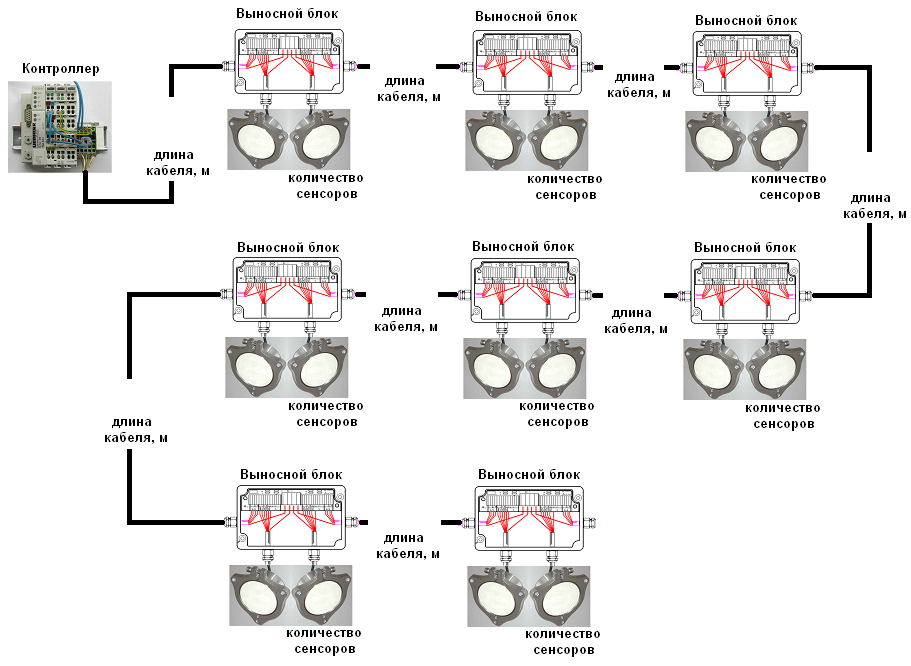 Выносной блок
Выносной блок
Выносной блок
Контроллер
длина
кабеля, м
длина
кабеля, м
длина
кабеля, м
количество
сенсоров
количество
сенсоров
количество
сенсоров
длина
кабеля, м
Выносной блок
Выносной блок
Выносной блок
длина
кабеля, м
длина
кабеля, м
количество
сенсоров
количество
сенсоров
количество
сенсоров
длина
кабеля, м
Выносной блок
Выносной блок
длина
кабеля, м
количество
сенсоров
количество
сенсоров